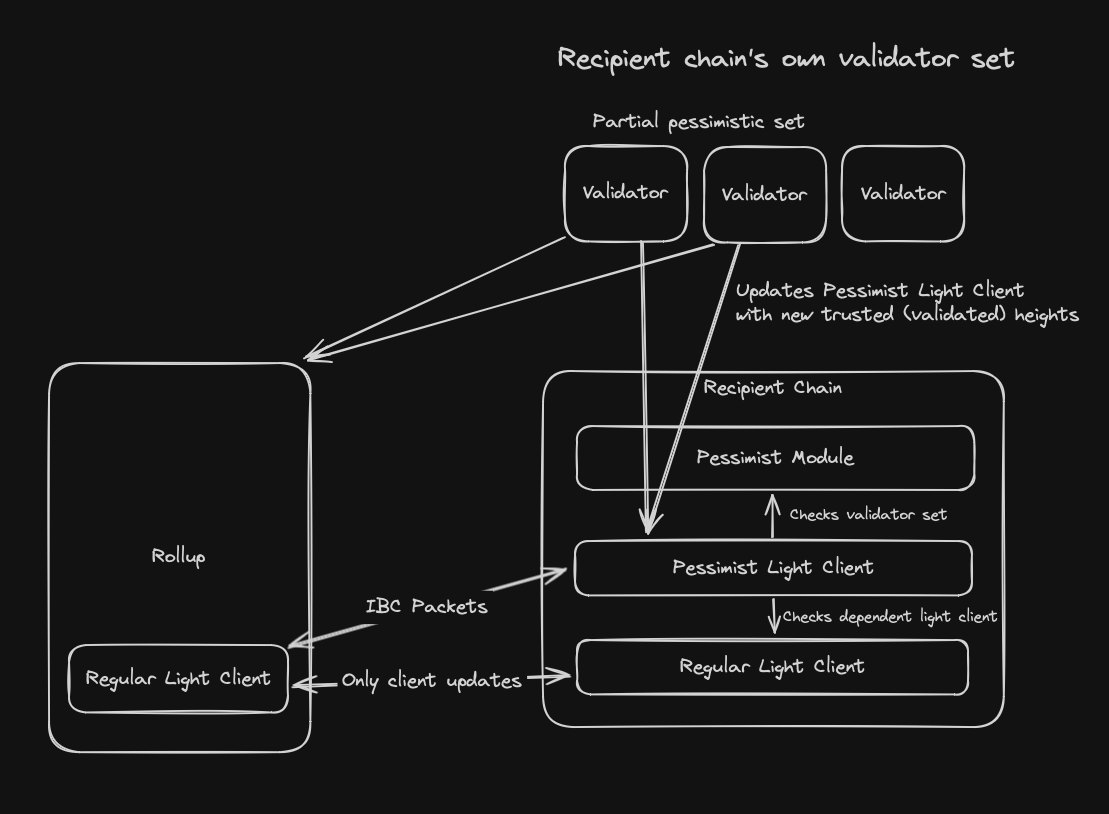 Recipient chain's own validator set
Partial pessimistic set
Validator
Validator
Validator
Updates Pessimist Light Client
with new trusted (validated) heights
Recipient Chain
Pessimist Module
Checks validator set
Rollup
Pessimist Light Client
IBC Packets
Checks dependent light client
Regular Light Client
Only client updates
Regular Light Client